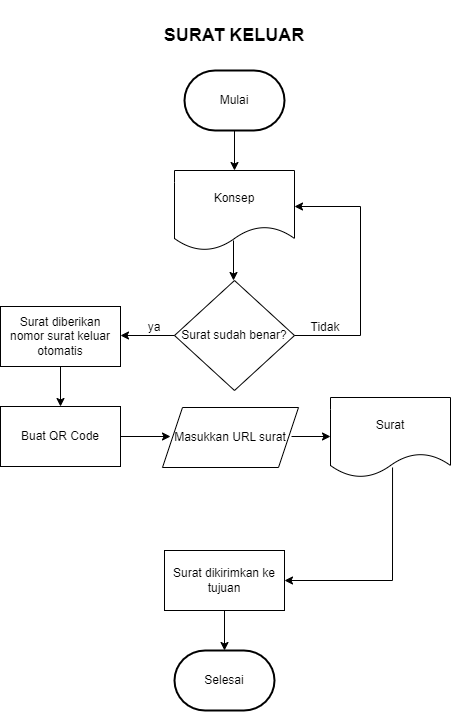 SURAT KELUAR
Mulai
Konsep
Surat sudah benar?
ya
Tidak
Surat diberikan
nomor surat keluar
otomatis
Buat QR Code
Masukkan URL surat
Surat
Surat dikirimkan ke
tujuan
Selesai